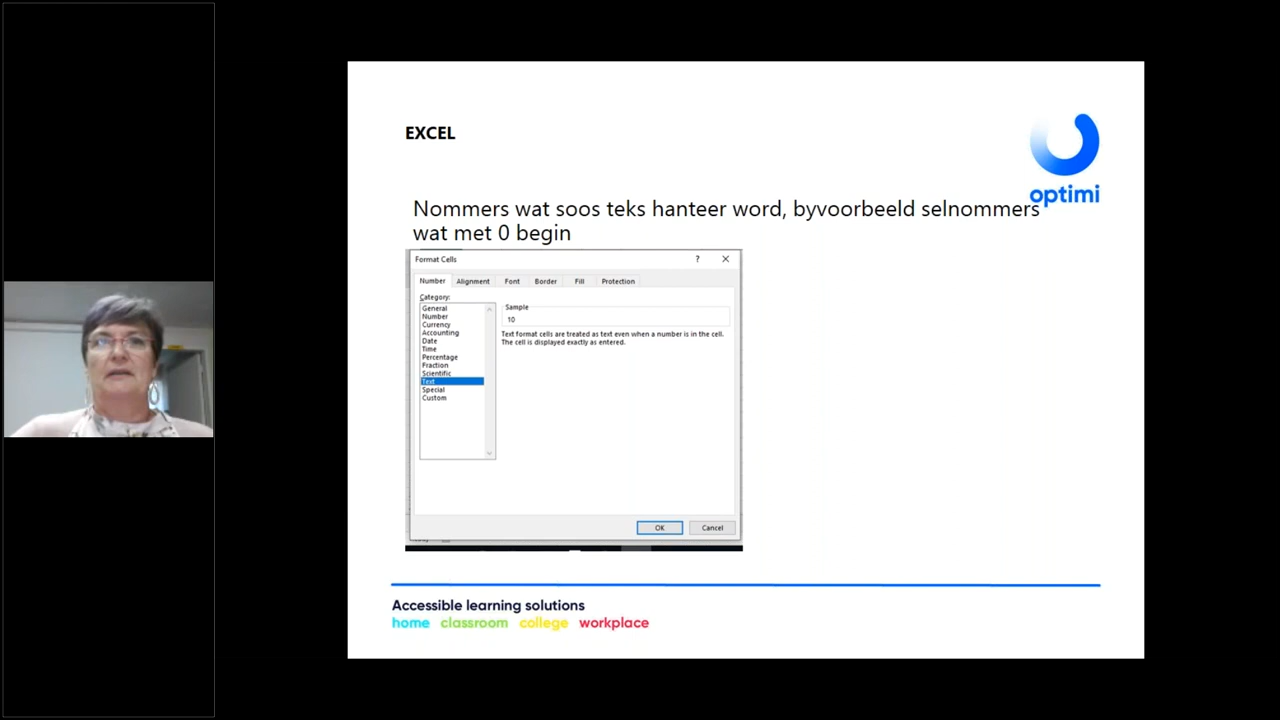 EXCEL
optimi
Nommers wat soos teks hanteer word, byvoorbeeld selnommers
wat met 0 begin
Format Cells
?
Number Alignment Font Border Fill Protection
Category:
General
Number
Currency
Accounting
Date
Time
Percentage
Fraction
Scientific
Text
Special
Custom
Sample
10
Text format cells are treated as text even when a number is in the cell.
The cell is displayed exactly as entered.
OK Cancel
Accessible learning solutions
home classroom college workplace